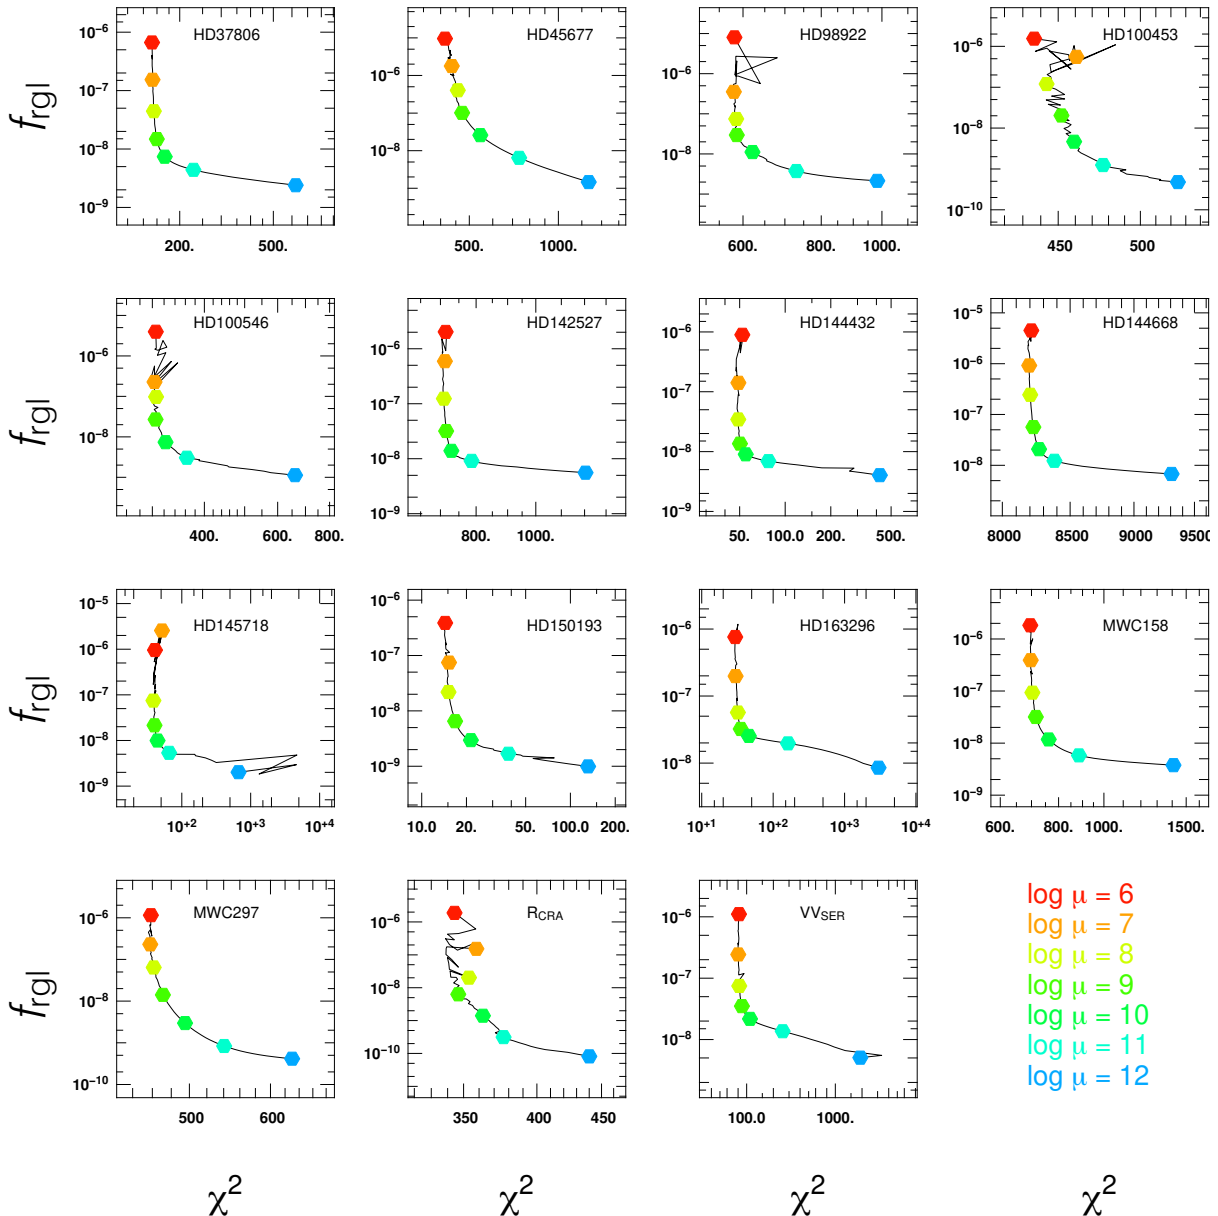 HD37806
10⁻⁶
10⁻⁷
10⁻⁸
10⁻⁹
200. 500.
f_rgl
HD45677
10⁻⁶
10⁻⁸
500. 1000.
HD98922
10⁻⁶
10⁻⁸
600. 800. 1000.
HD100453
10⁻⁶
10⁻⁸
10⁻¹⁰
450 500
HD100546
10⁻⁶
10⁻⁸
400. 600. 800.
f_rgl
HD142527
10⁻⁶
10⁻⁷
10⁻⁸
10⁻⁹
800. 1000.
HD144432
10⁻⁶
10⁻⁷
10⁻⁸
10⁻⁹
50. 100.0 200. 500.
HD144668
10⁻⁵
10⁻⁶
10⁻⁷
10⁻⁸
8000 8500 9000 9500
HD145718
10⁻⁵
10⁻⁶
10⁻⁷
10⁻⁸
10⁻⁹
10⁺² 10⁺³ 10⁺⁴
f_rgl
HD150193
10⁻⁶
10⁻⁷
10⁻⁸
10⁻⁹
10.0 20. 50. 100.0 200.
HD163296
10⁻⁶
10⁻⁷
10⁻⁸
10⁺¹ 10⁺² 10⁺³ 10⁺⁴
MWC158
10⁻⁶
10⁻⁷
10⁻⁸
10⁻⁹
600. 800. 1000. 1500.
MWC297
10⁻⁶
10⁻⁸
10⁻¹⁰
500 600
f_rgl
χ²
R_CRA
10⁻⁶
10⁻⁸
10⁻¹⁰
350 400 450
χ²
VV_SER
10⁻⁶
10⁻⁷
10⁻⁸
100.0 1000.
χ²
log μ = 6
log μ = 7
log μ = 8
log μ = 9
log μ = 10
log μ = 11
log μ = 12
χ²